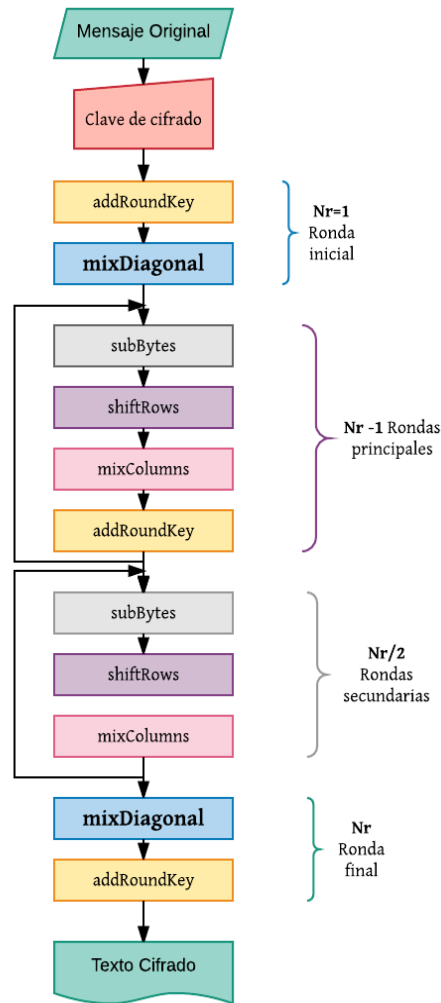 Mensaje Original
Clave de cifrado
addRoundKey
mixDiagonal
Nr=1
Ronda
inicial
subBytes
shiftRows
mixColumns
addRoundKey
Nr -1 Rondas
principales
subBytes
shiftRows
mixColumns
Nr/2
Rondas
secundarias
mixDiagonal
addRoundKey
Nr
Ronda
final
Texto Cifrado